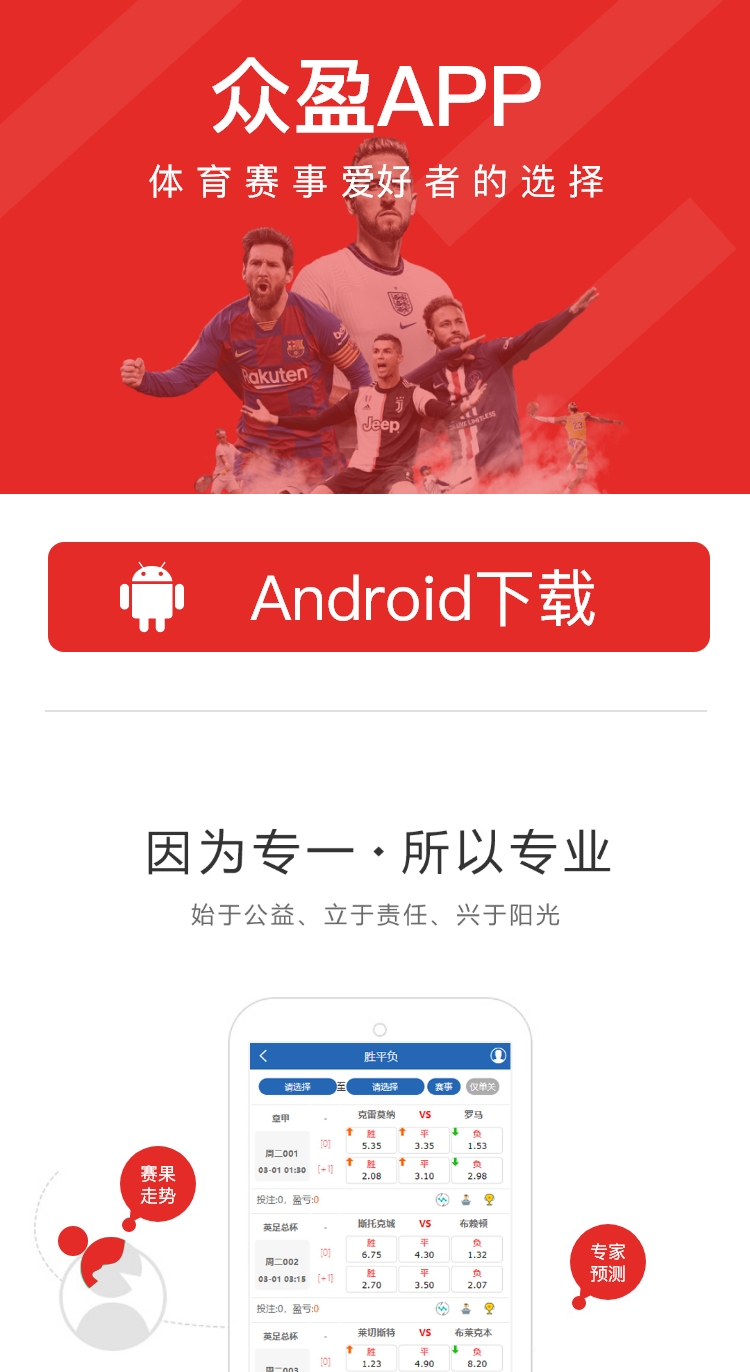 众盈APP
体育赛事爱好者的选择
Rakuten
Jeep
23
Android下载
因为专一·所以专业
始于公益、立于责任、兴于阳光
胜平负
请选择 至 请选择 赛事 仅单关
意甲 - 克雷莫纳 VS 罗马
周二001
03-01 01:30
[0] 胜 5.35 平 3.35 负 1.53
[+1] 胜 2.08 平 3.10 负 2.98
投注:0, 盈亏:0
英足总杯 - 斯托克城 VS 布赖顿
周二002
03-01 03:15
[0] 胜 6.75 平 4.30 负 1.32
[+1] 胜 2.70 平 3.50 负 2.07
投注:0, 盈亏:0
英足总杯 - 莱切斯特 VS 布莱克本
周二003
[0] 胜 1.23 平 4.90 负 8.20
赛果
走势
专家
预测